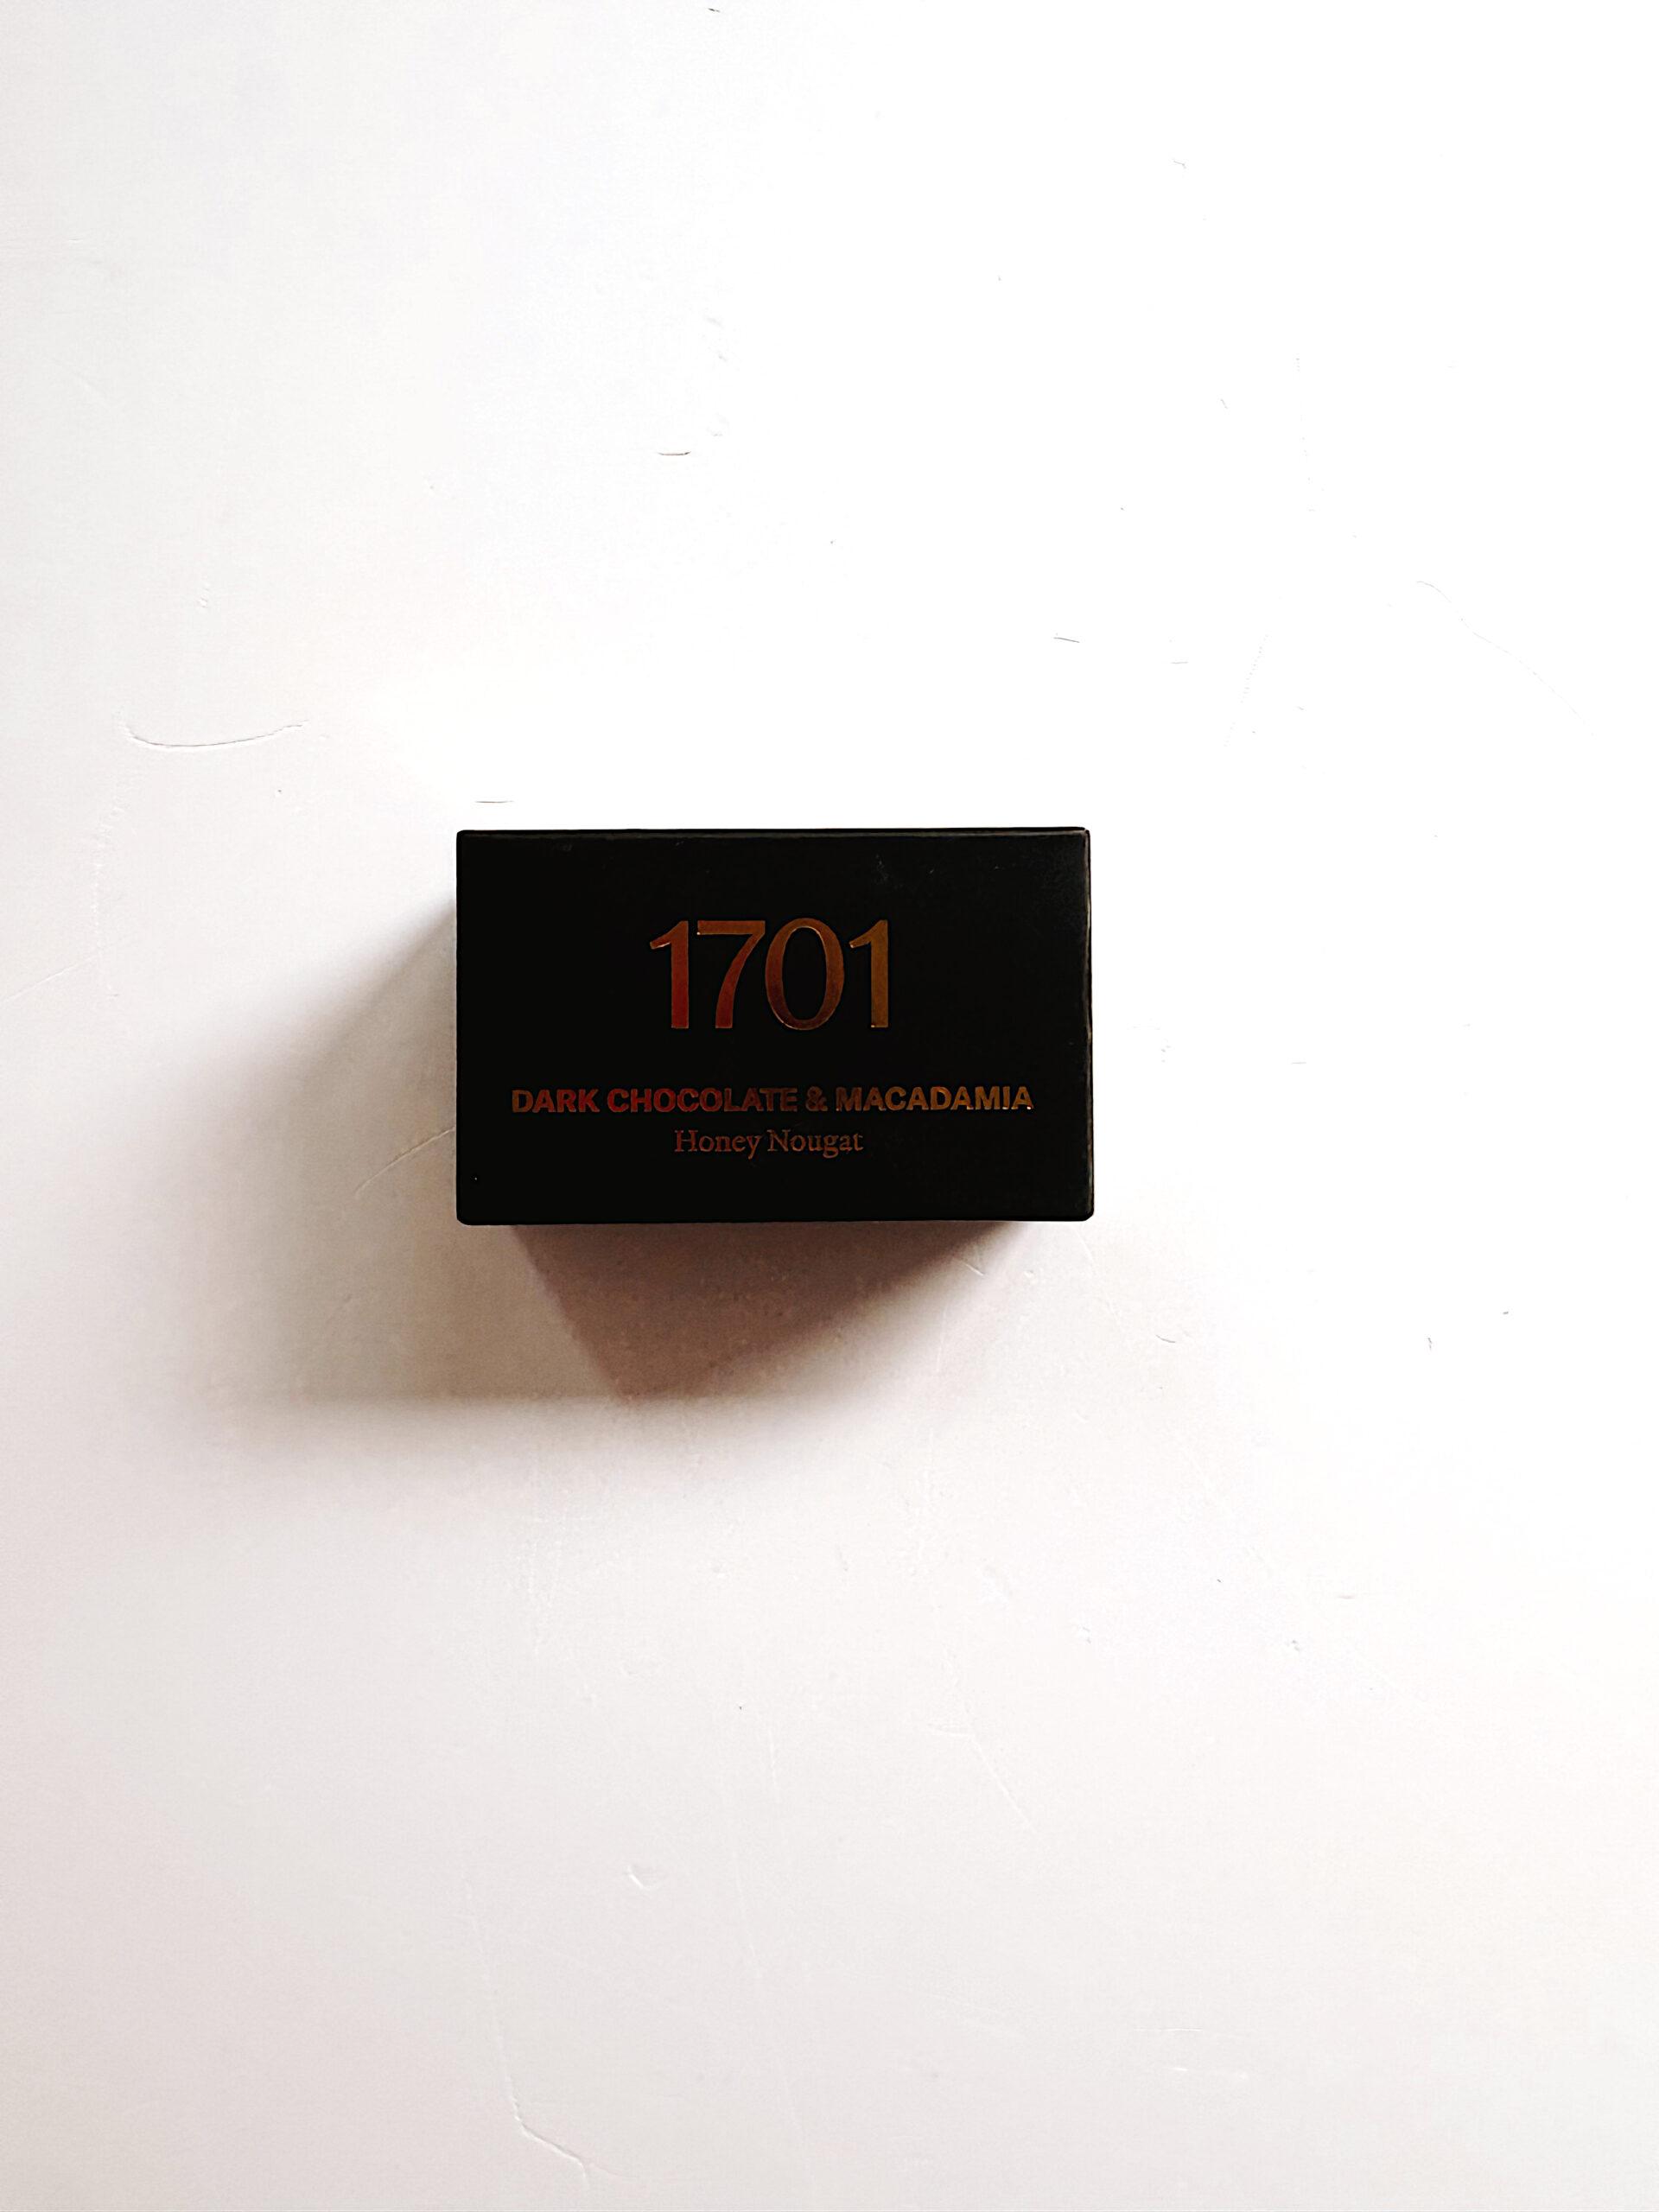 1701
DARK CHOCOLATE & MACADAMIA
Honey Nougat